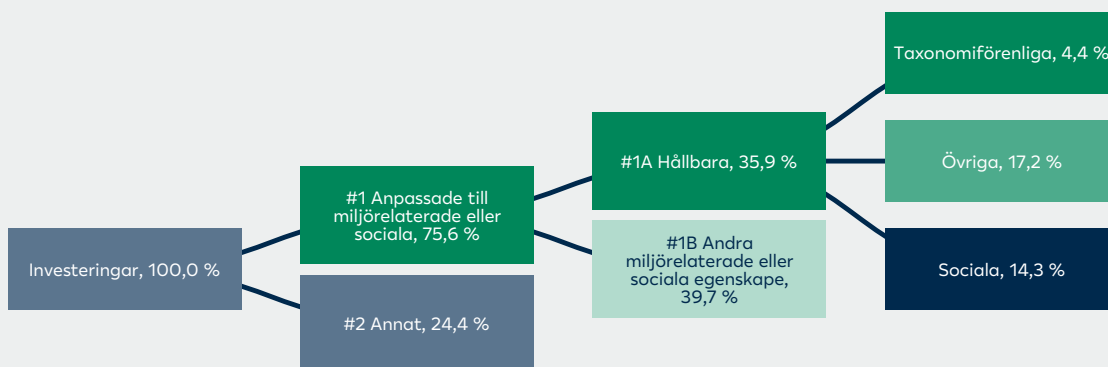 Investeringar, 100,0 %
#1 Anpassade till
miljörelaterade eller
sociala, 75,6 %
#2 Annat, 24,4 %
#1A Hållbara, 35,9 %
#1B Andra
miljörelaterade eller
sociala egenskape,
39,7 %
Taxonomiförenliga, 4,4 %
Övriga, 17,2 %
Sociala, 14,3 %